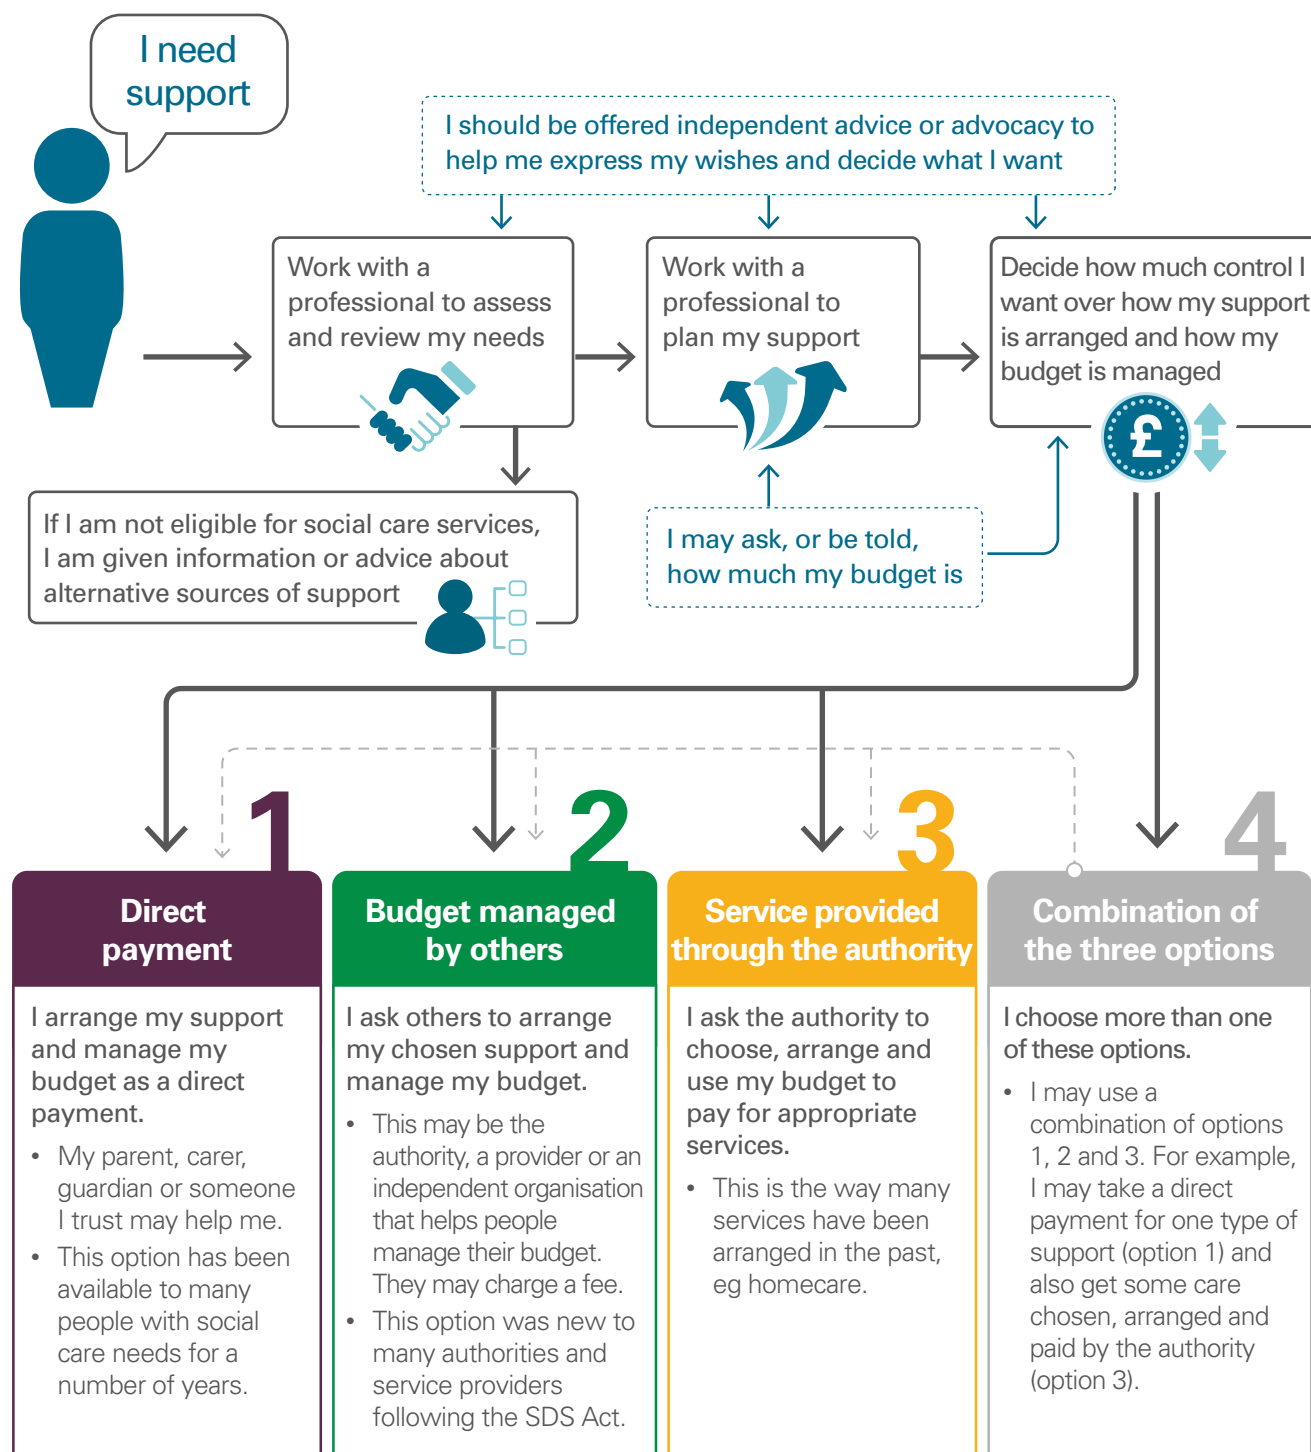 I need
support
I should be offered independent advice or advocacy to
help me express my wishes and decide what I want
Work with a
professional to assess
and review my needs
Work with a
professional to
plan my support
Decide how much control I
want over how my support
is arranged and how my
budget is managed
£
If I am not eligible for social care services,
I am given information or advice about
alternative sources of support
I may ask, or be told,
how much my budget is
1
Direct
payment
I arrange my support
and manage my
budget as a direct
payment.
• My parent, carer,
guardian or someone
I trust may help me.
• This option has been
available to many
people with social
care needs for a
number of years.
2
Budget managed
by others
I ask others to arrange
my chosen support and
manage my budget.
• This may be the
authority, a provider or an
independent organisation
that helps people
manage their budget.
They may charge a fee.
• This option was new to
many authorities and
service providers
following the SDS Act.
3
Service provided
through the authority
I ask the authority to
choose, arrange and
use my budget to
pay for appropriate
services.
• This is the way many
services have been
arranged in the past,
eg homecare.
4
Combination of
the three options
I choose more than one
of these options.
• I may use a
combination of options
1, 2 and 3. For example,
I may take a direct
payment for one type of
support (option 1) and
also get some care
chosen, arranged and
paid by the authority
(option 3).